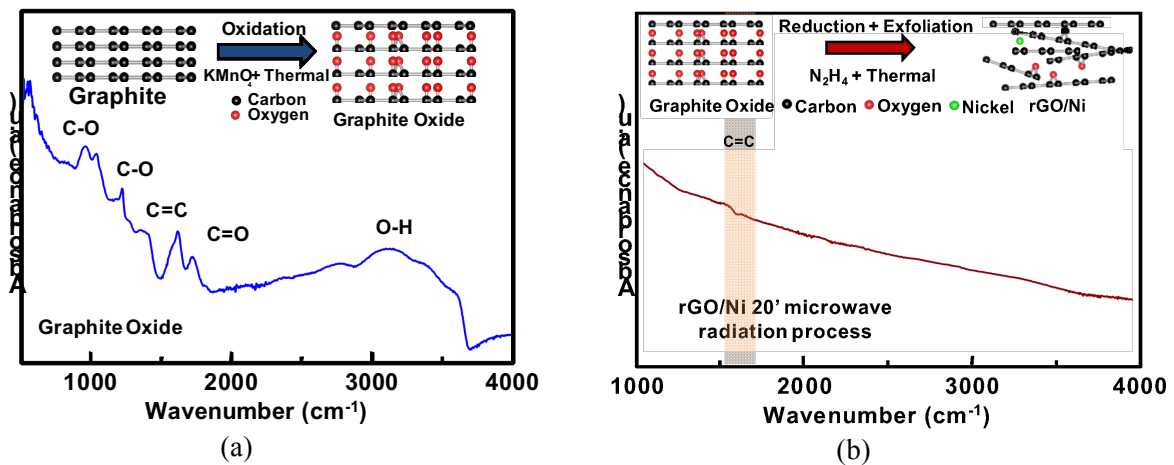 Oxidation
KMnO4+ Thermal
Graphite
Carbon
Oxygen
Graphite Oxide
C-O
C-O
C=C
C=O
O-H
Graphite Oxide
Absorbance(a.u)
1000 2000 3000 4000
Wavenumber (cm-1)
(a)
Reduction + Exfoliation
N2H4 + Thermal
Graphite Oxide
Carbon Oxygen Nickel rGO/Ni
C=C
rGO/Ni 20' microwave
radiation process
Absorbance(a.u)
1000 2000 3000 4000
Wavenumber (cm-1)
(b)